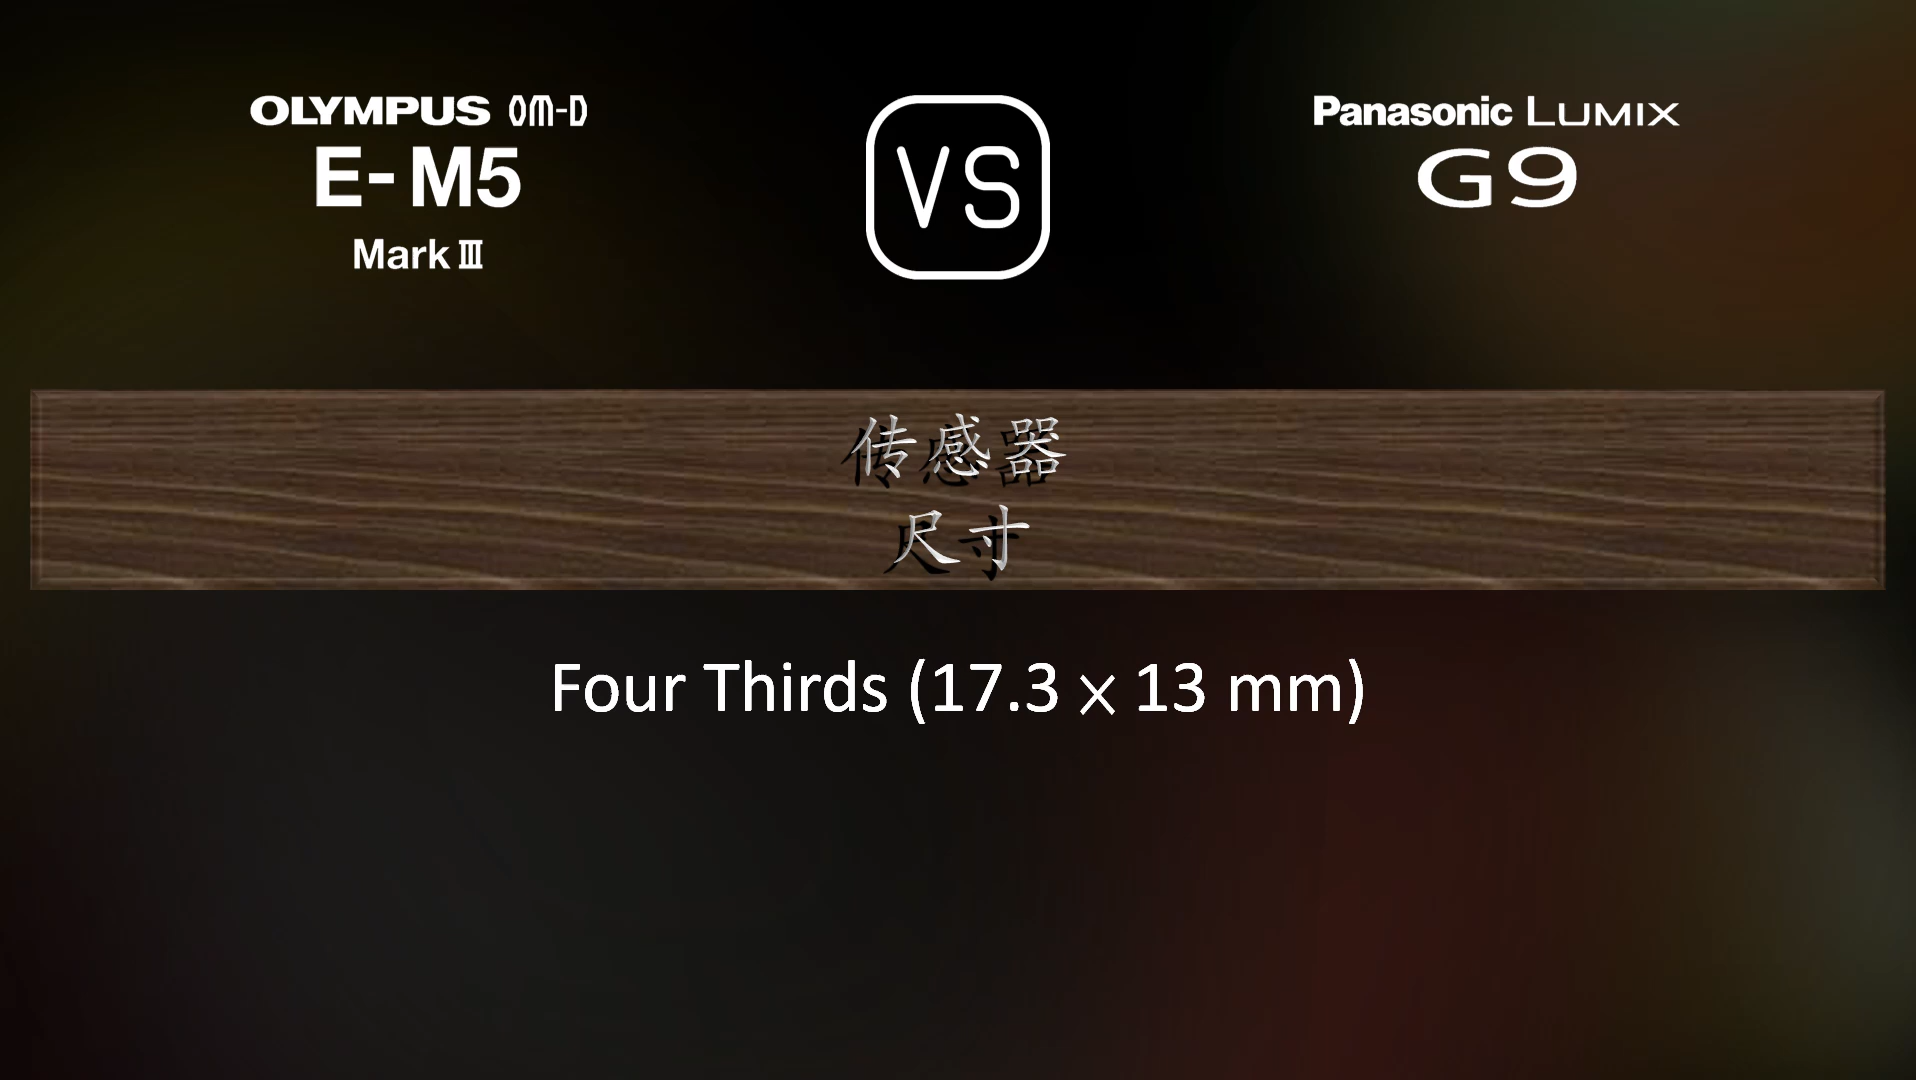 OLYMPUS OM-D
E-M5
Mark III
VS
Panasonic LUMIX
G9
传感器
尺寸
Four Thirds (17.3 x 13 mm)